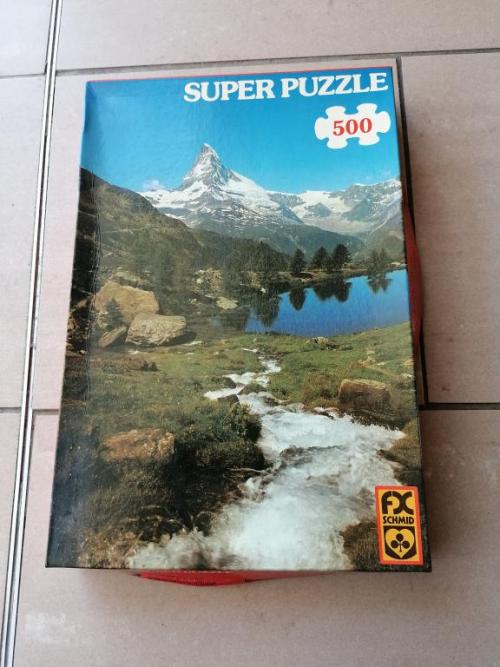 SUPER PUZZLE
500
FX
SCHMID